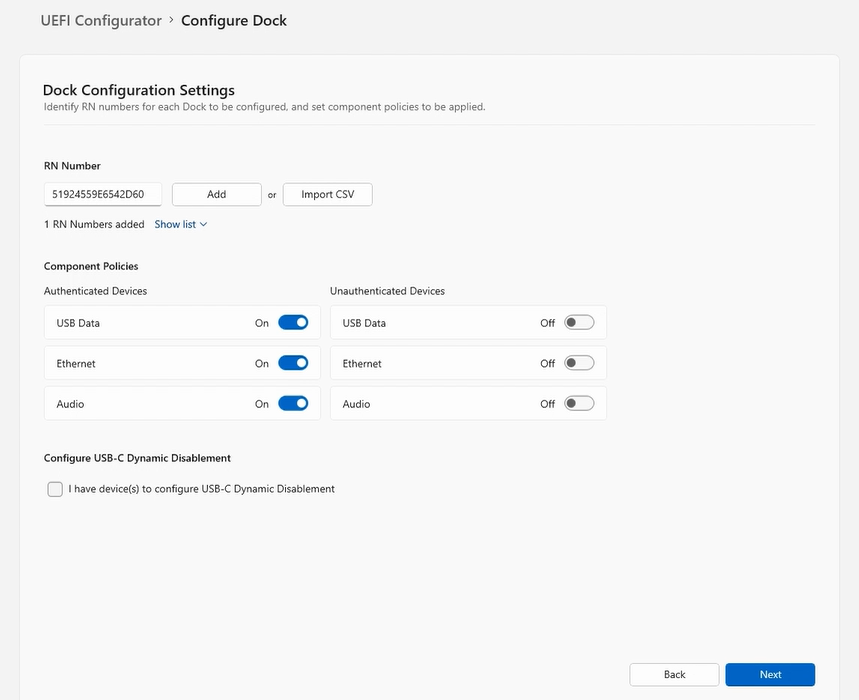 UEFI Configurator > Configure Dock
Dock Configuration Settings
Identify RN numbers for each Dock to be configured, and set component policies to be applied.
RN Number
51924559E6542D60 Add or Import CSV
1 RN Numbers added Show list
Component Policies
Authenticated Devices Unauthenticated Devices
USB Data On USB Data Off
Ethernet On Ethernet Off
Audio On Audio Off
Configure USB-C Dynamic Disablement
I have device(s) to configure USB-C Dynamic Disablement
Back Next